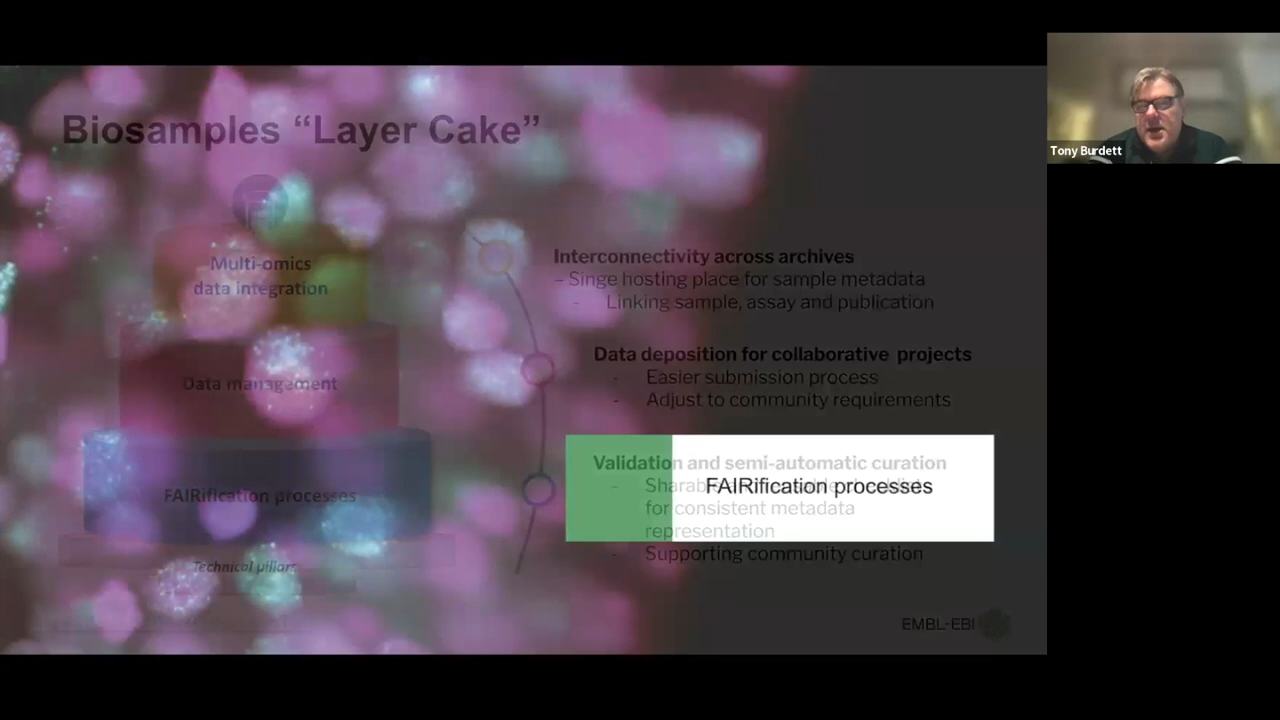 Biosamples “Layer Cake”
Multi-omics
data integration
Data management
FAIRification processes
Technical pillars
Interconnectivity across archives
– Singe hosting place for sample metadata
- Linking sample, assay and publication
Data deposition for collaborative projects
- Easier submission process
- Adjust to community requirements
Validation and semi-automatic curation
for consistent metadata
representation
- Supporting community curation
FAIRification processes
EMBL-EBI
Tony Burdett